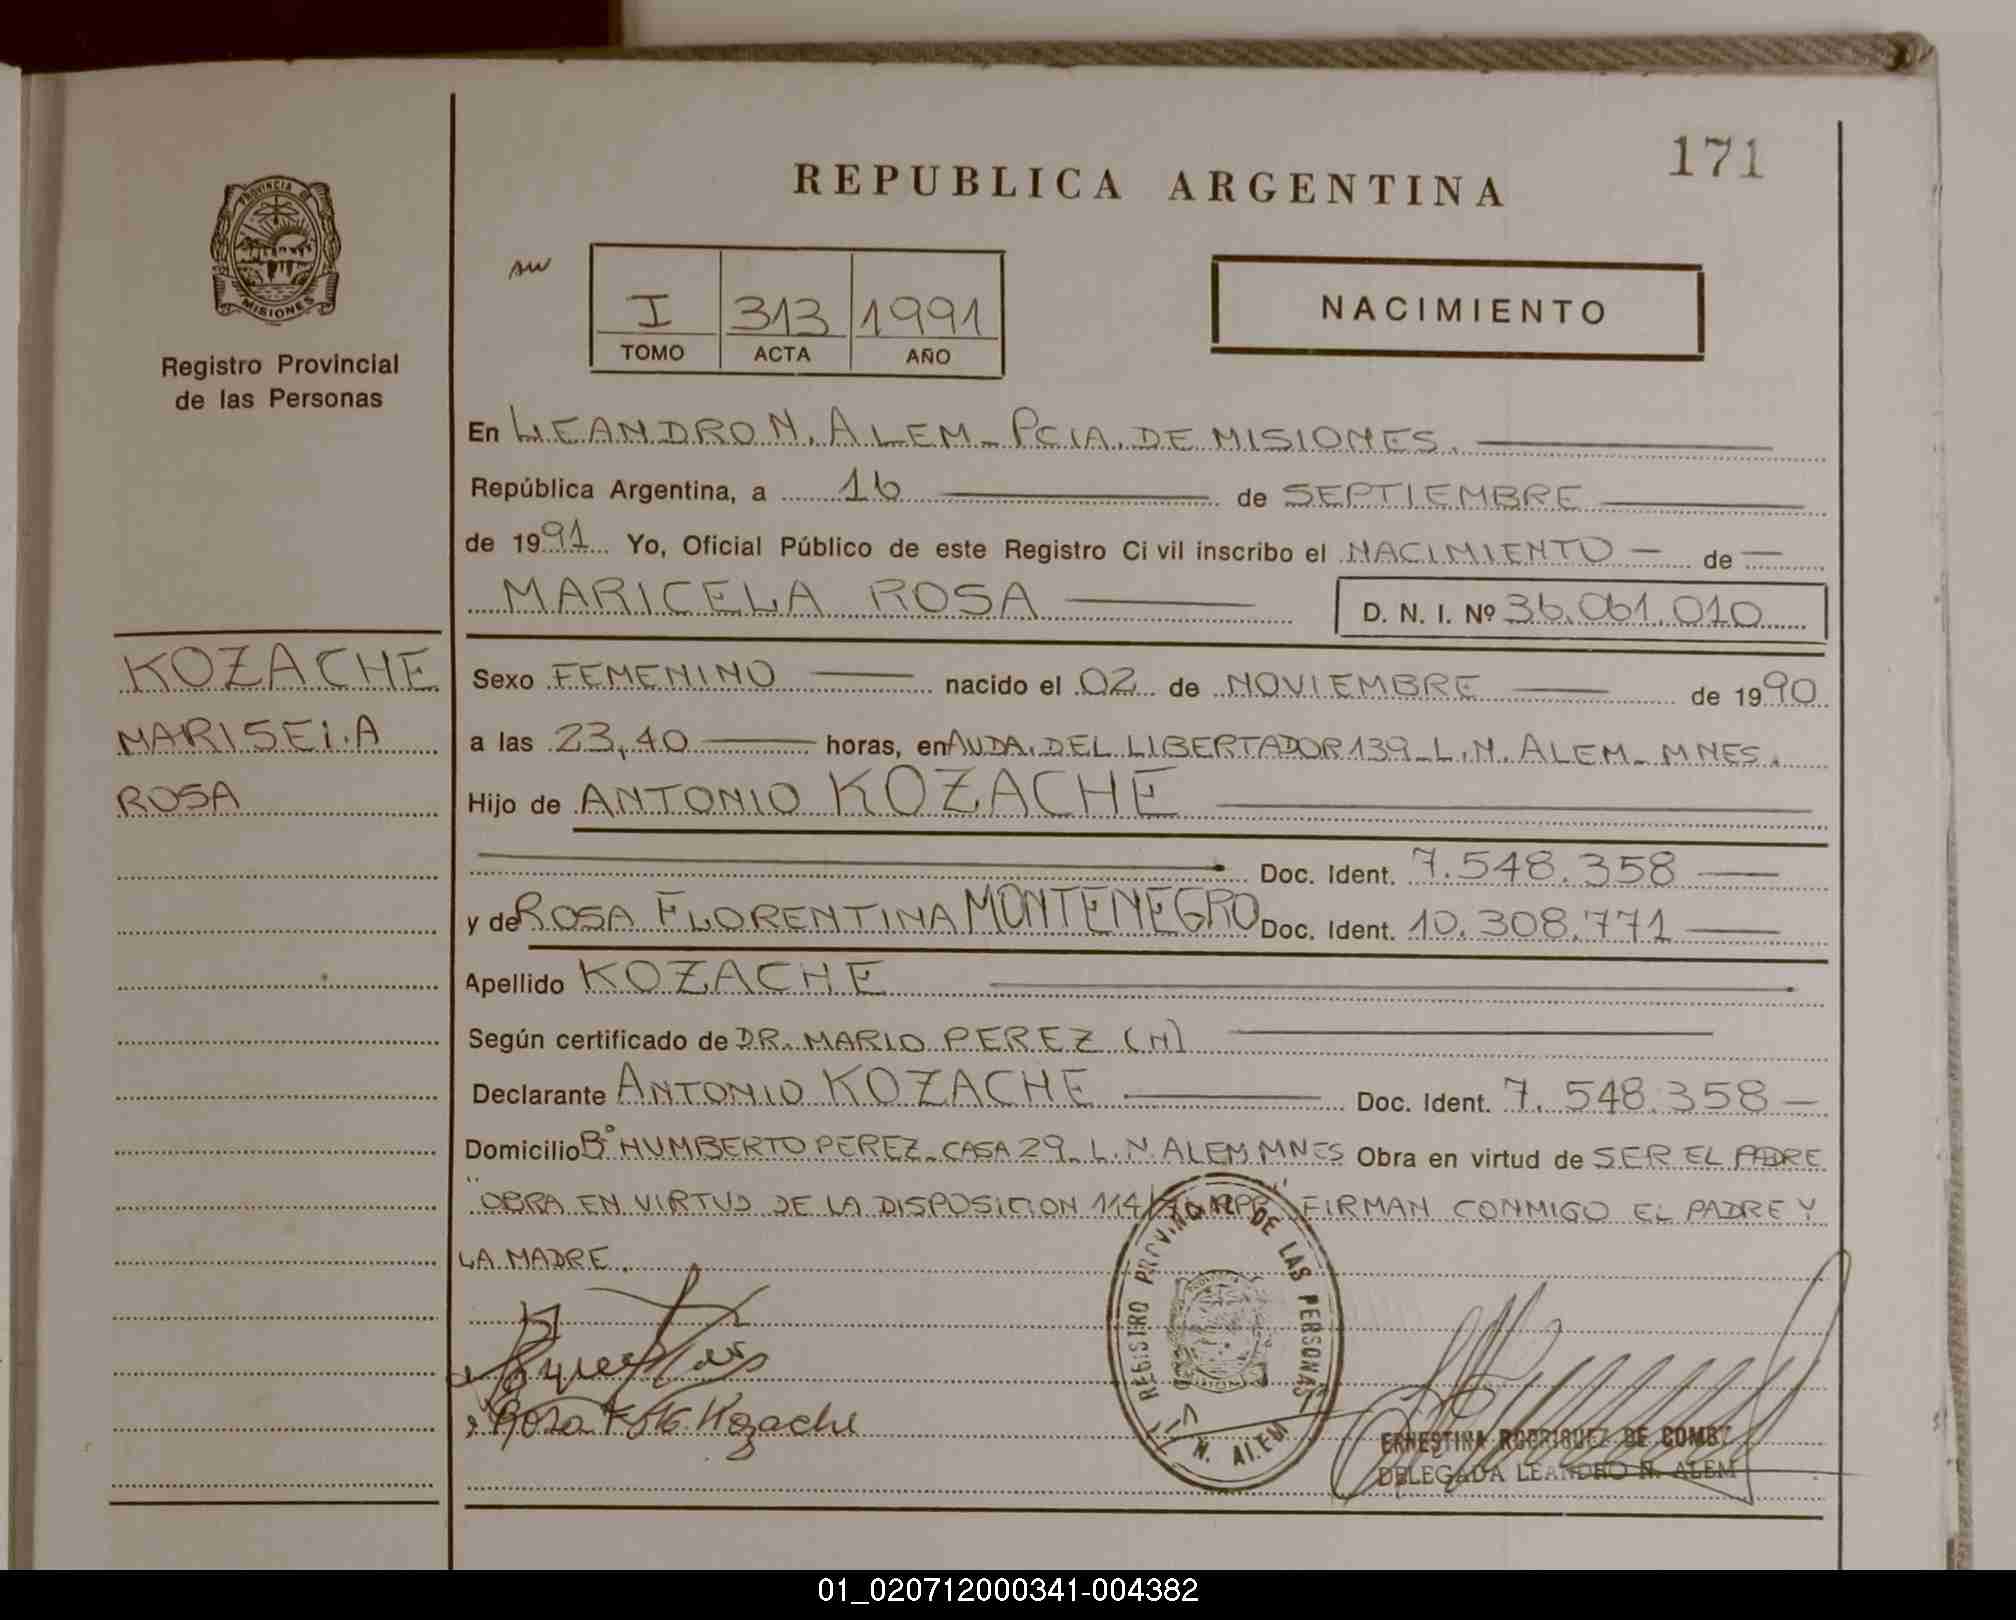 171
REPUBLICA ARGENTINA
PROVINCIA DE
MISIONES
Registro Provincial
de las Personas
I 313 1991
TOMO ACTA AÑO
NACIMIENTO
En LEANDRO N. ALEM - PCIA. DE MISIONES.
República Argentina, a 16 de SEPTIEMBRE
de 1991 Yo, Oficial Público de este Registro Civil inscribo el NACIMIENTO de
MARICELA ROSA D. N. I. Nº 36.061.010
KOZACHE
MARISELA
ROSA
Sexo FEMENINO nacido el 02 de NOVIEMBRE de 1990
a las 23,40 horas, en AVDA. DEL LIBERTADOR 139 - L. N. ALEM - MNES.
Hijo de ANTONIO KOZACHE
Doc. Ident. 7.548.358
y de ROSA FLORENTINA MONTENEGRO Doc. Ident. 10.308.771
Apellido KOZACHE
Según certificado de DR. MARIO PEREZ (H)
Declarante ANTONIO KOZACHE Doc. Ident. 7.548.358
Domicilio Bº HUMBERTO PEREZ - CASA 29 - L. N. ALEM MNES Obra en virtud de SER EL PADRE
"OBRA EN VIRTUD DE LA DISPOSICION 114/ RPP" FIRMAN CONMIGO EL PADRE Y
LA MADRE.
REGISTRO PROVINCIAL DE LAS PERSONAS
L. N. ALEM
Rosa Kozache
ERNESTINA RODRIGUEZ DE
DELEGADA LEANDRO N. ALEM
01_020712000341-004382